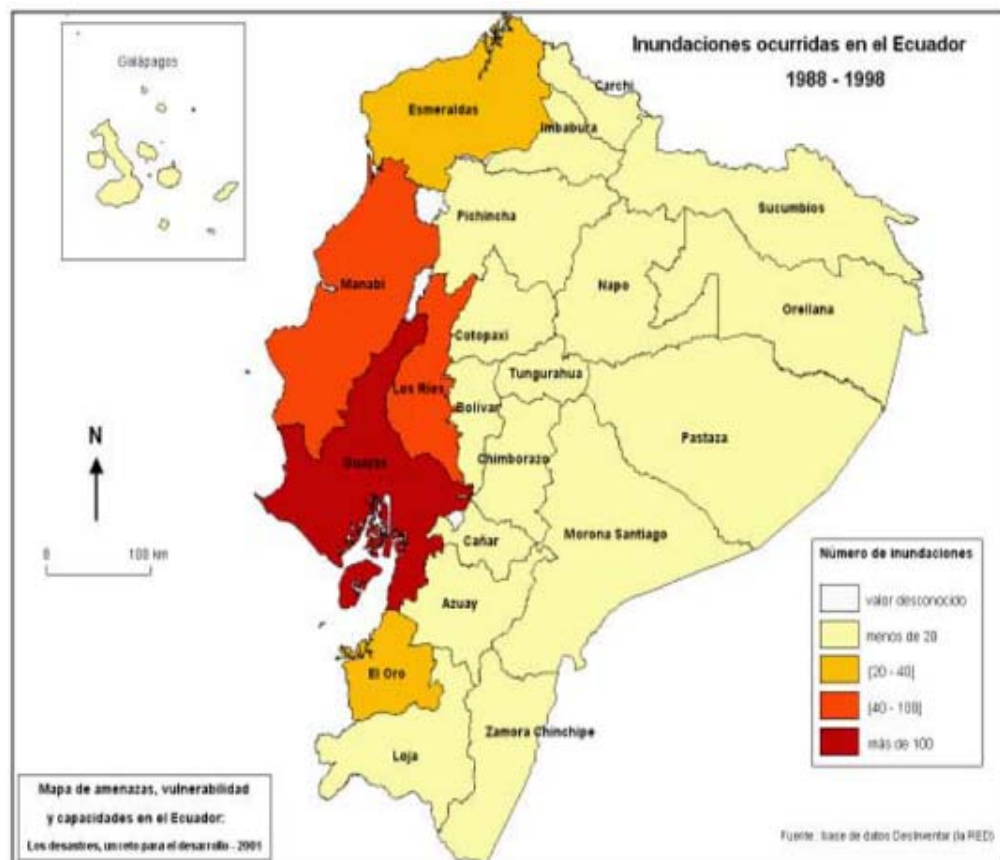 Inundaciones ocurridas en el Ecuador
1988 - 1998
Galápagos
Carchi
Esmeraldas
Imbabura
Sucumbios
Pichincha
Manabí
Napo
Orellana
Cotopaxi
Tungurahua
Los Ríos
Bolívar
Pastaza
N
Guayas
Chimborazo
Morona Santiago
Cañar
0 100 km
Azuay
El Oro
Zamora Chinchipe
Loja
Número de inundaciones
valor desconocido
menos de 20
[20 - 40[
[40 - 100[
más de 100
Mapa de amenazas, vulnerabilidad
y capacidades en el Ecuador:
Los desastres, un reto para el desarrollo - 2001
Fuente: base de datos DesInventar (la RED)